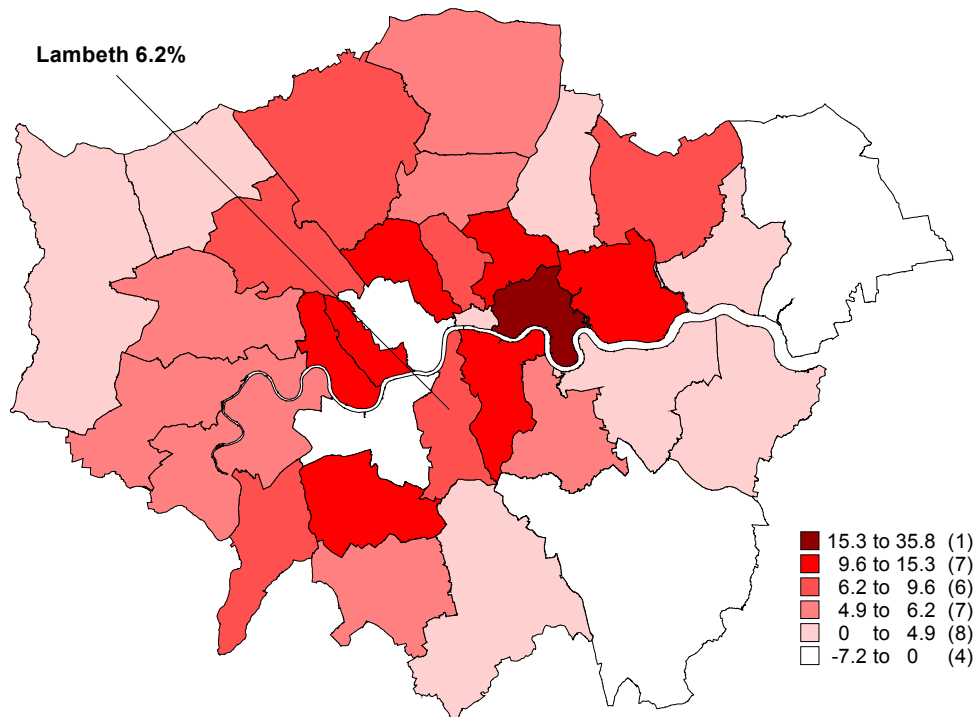 Lambeth 6.2%
15.3 to 35.8 (1)
9.6 to 15.3 (7)
6.2 to 9.6 (6)
4.9 to 6.2 (7)
0 to 4.9 (8)
-7.2 to 0 (4)